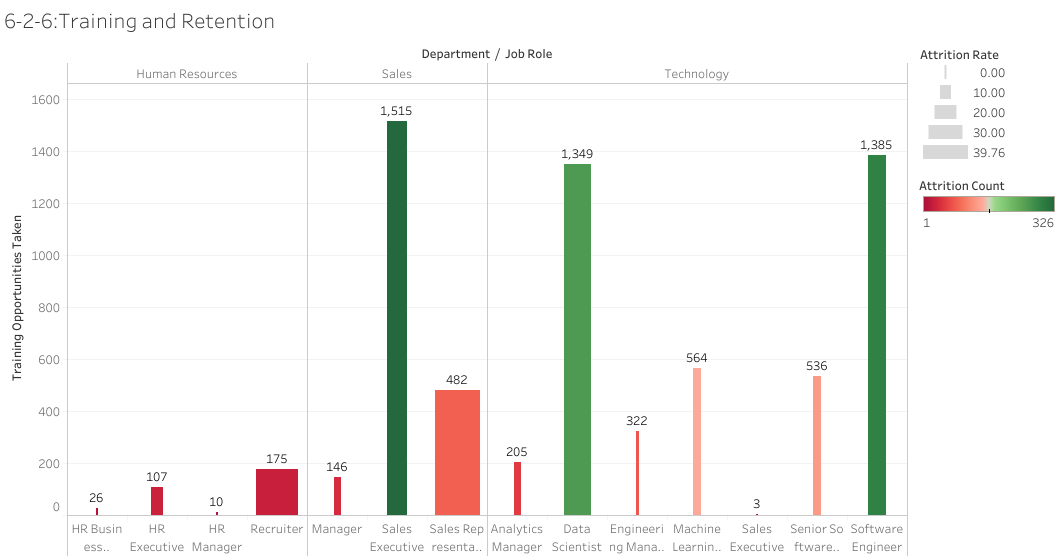 6-2-6:Training and Retention
Department / Job Role
Human Resources
Sales
Technology
Training Opportunities Taken
1600
1400
1200
1000
800
600
400
200
0
26
107
10
175
146
1,515
482
205
1,349
322
564
3
536
1,385
HR Busin
ess..
HR
Executive
HR
Manager
Recruiter
Manager
Sales
Executive
Sales Rep
resenta..
Analytics
Manager
Data
Scientist
Engineeri
ng Mana..
Machine
Learnin..
Sales
Executive
Senior So
ftware..
Software
Engineer
Attrition Rate
0.00
10.00
20.00
30.00
39.76
Attrition Count
1
326